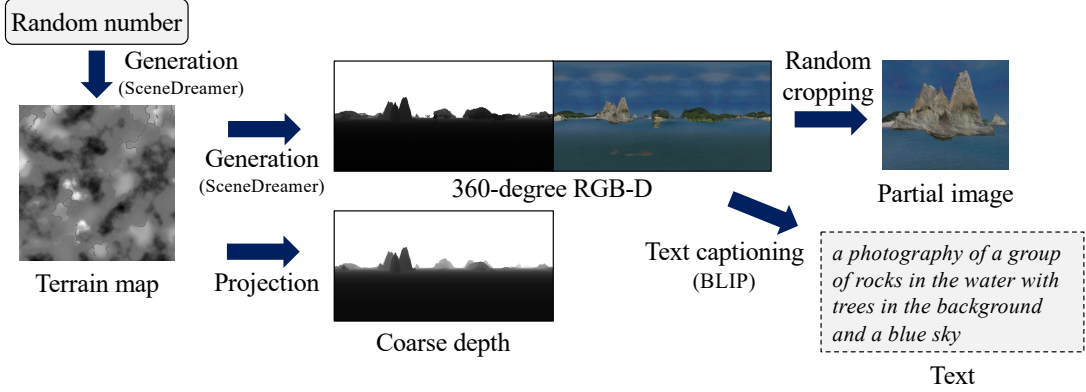 Random number
Generation
(SceneDreamer)
Terrain map
Generation
(SceneDreamer)
Projection
360-degree RGB-D
Coarse depth
Random
cropping
Partial image
Text captioning
(BLIP)
a photography of a group
of rocks in the water with
trees in the background
and a blue sky
Text